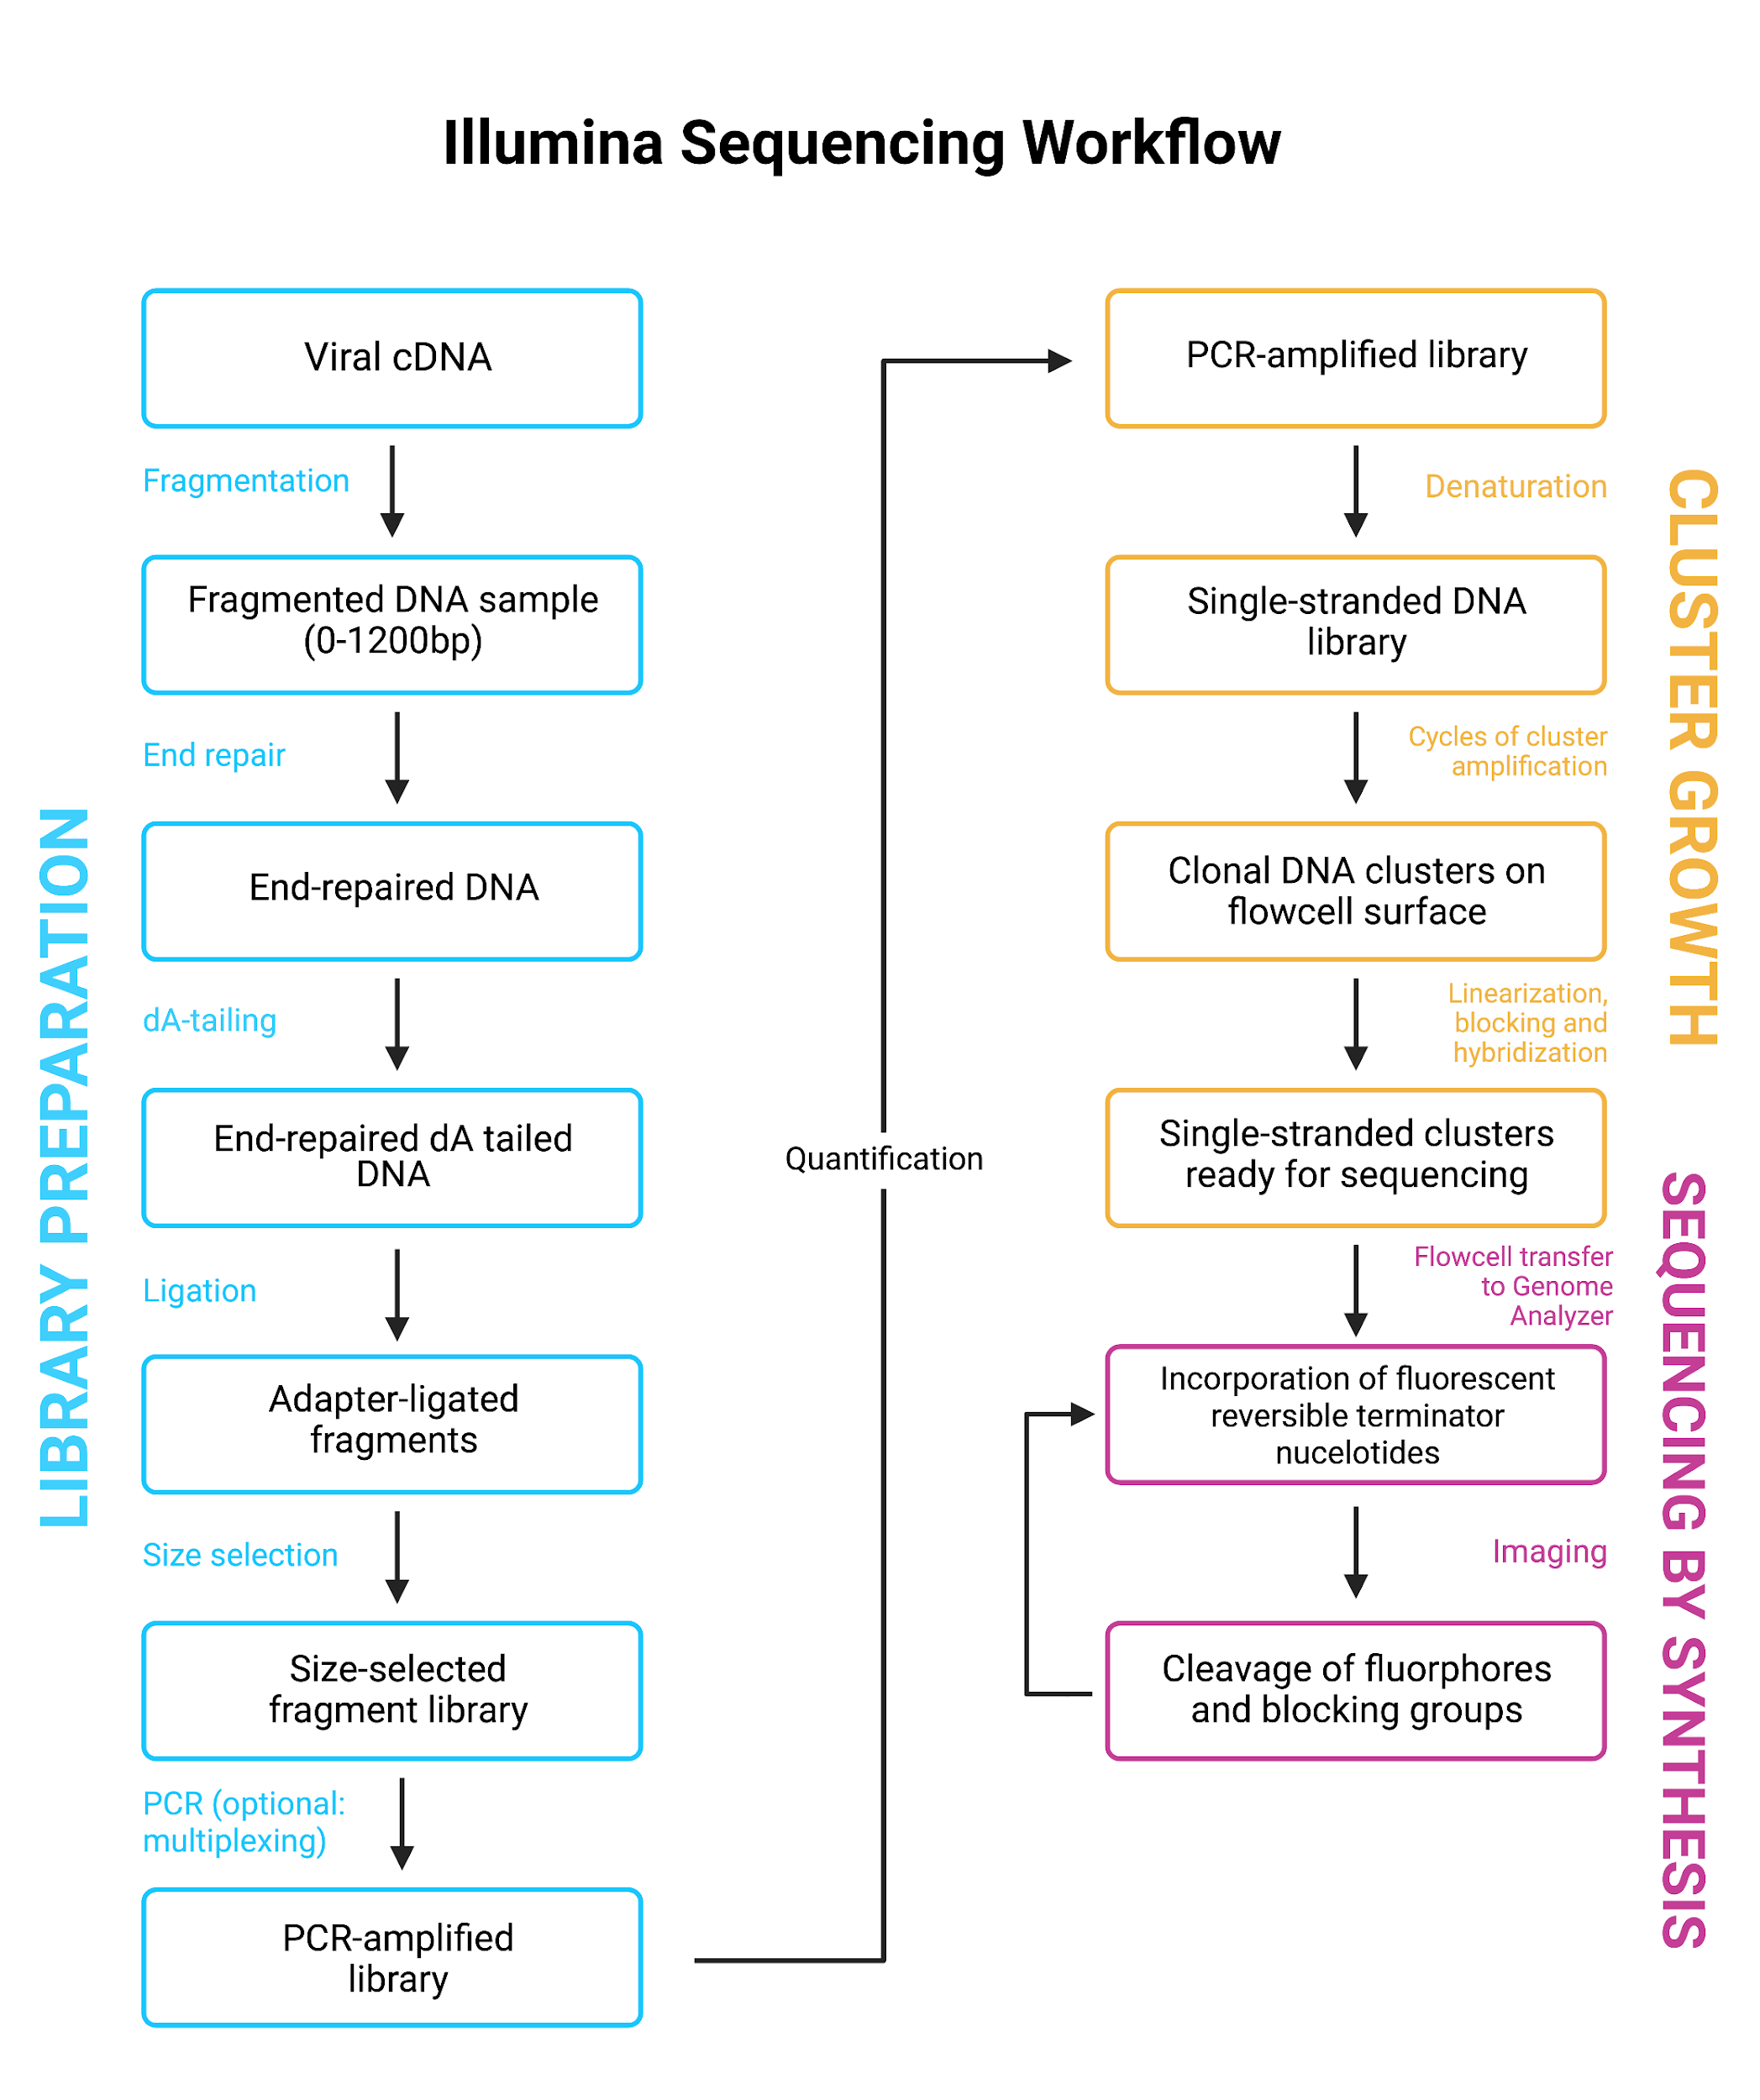 Illumina Sequencing Workflow
LIBRARY PREPARATION
Viral cDNA
Fragmentation
Fragmented DNA sample
(0-1200bp)
End repair
End-repaired DNA
dA-tailing
End-repaired dA tailed
DNA
Ligation
Adapter-ligated
fragments
Size selection
Size-selected
fragment library
PCR (optional:
multiplexing)
PCR-amplified
library
Quantification
PCR-amplified library
Denaturation
Single-stranded DNA
library
Cycles of cluster
amplification
Clonal DNA clusters on
flowcell surface
Linearization,
blocking and
hybridization
Single-stranded clusters
ready for sequencing
CLUSTER GROWTH
Flowcell transfer
to Genome
Analyzer
Incorporation of fluorescent
reversible terminator
nucelotides
Imaging
Cleavage of fluorphores
and blocking groups
SEQUENCING BY SYNTHESIS